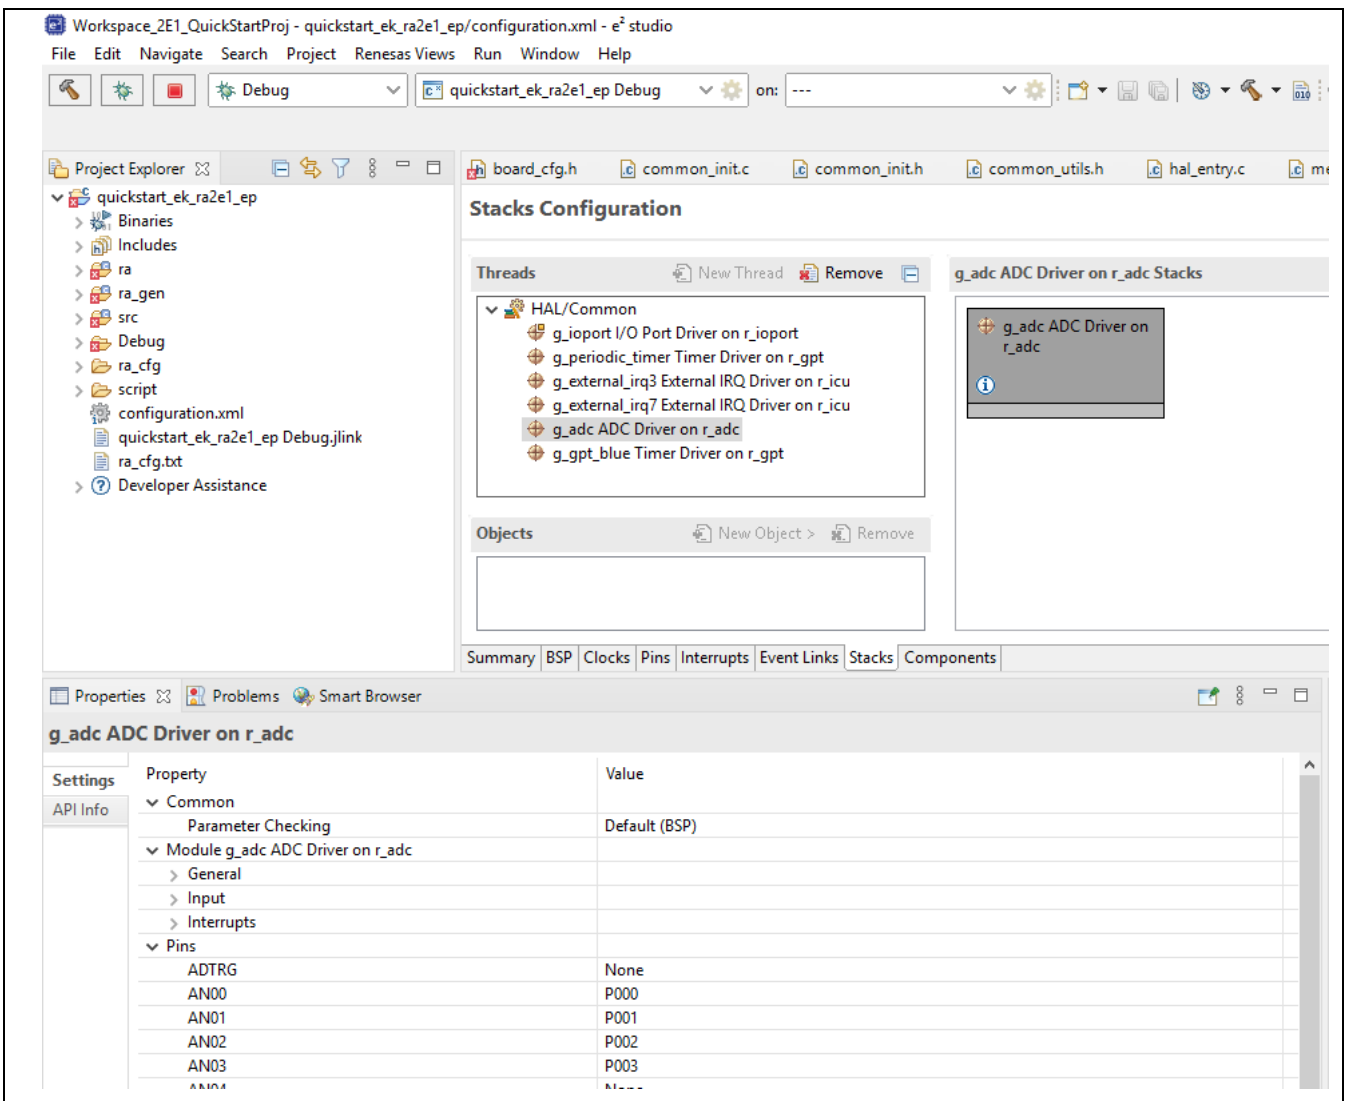 Workspace_2E1_QuickStartProj - quickstart_ek_ra2e1_ep/configuration.xml - e² studio
File Edit Navigate Search Project Renesas Views Run Window Help
Debug quickstart_ek_ra2e1_ep Debug on: ---
Project Explorer
quickstart_ek_ra2e1_ep
Binaries
Includes
ra
ra_gen
src
Debug
ra_cfg
script
configuration.xml
quickstart_ek_ra2e1_ep Debug.jlink
ra_cfg.txt
Developer Assistance
board_cfg.h common_init.c common_init.h common_utils.h hal_entry.c
Stacks Configuration
Threads New Thread Remove
HAL/Common
g_ioport I/O Port Driver on r_ioport
g_periodic_timer Timer Driver on r_gpt
g_external_irq3 External IRQ Driver on r_icu
g_external_irq7 External IRQ Driver on r_icu
g_adc ADC Driver on r_adc
g_gpt_blue Timer Driver on r_gpt
Objects New Object > Remove
g_adc ADC Driver on r_adc Stacks
g_adc ADC Driver on
r_adc
Summary BSP Clocks Pins Interrupts Event Links Stacks Components
Properties Problems Smart Browser
g_adc ADC Driver on r_adc
Settings
API Info
Property Value
Common
Parameter Checking Default (BSP)
Module g_adc ADC Driver on r_adc
General
Input
Interrupts
Pins
ADTRG None
AN00 P000
AN01 P001
AN02 P002
AN03 P003
AN04 None